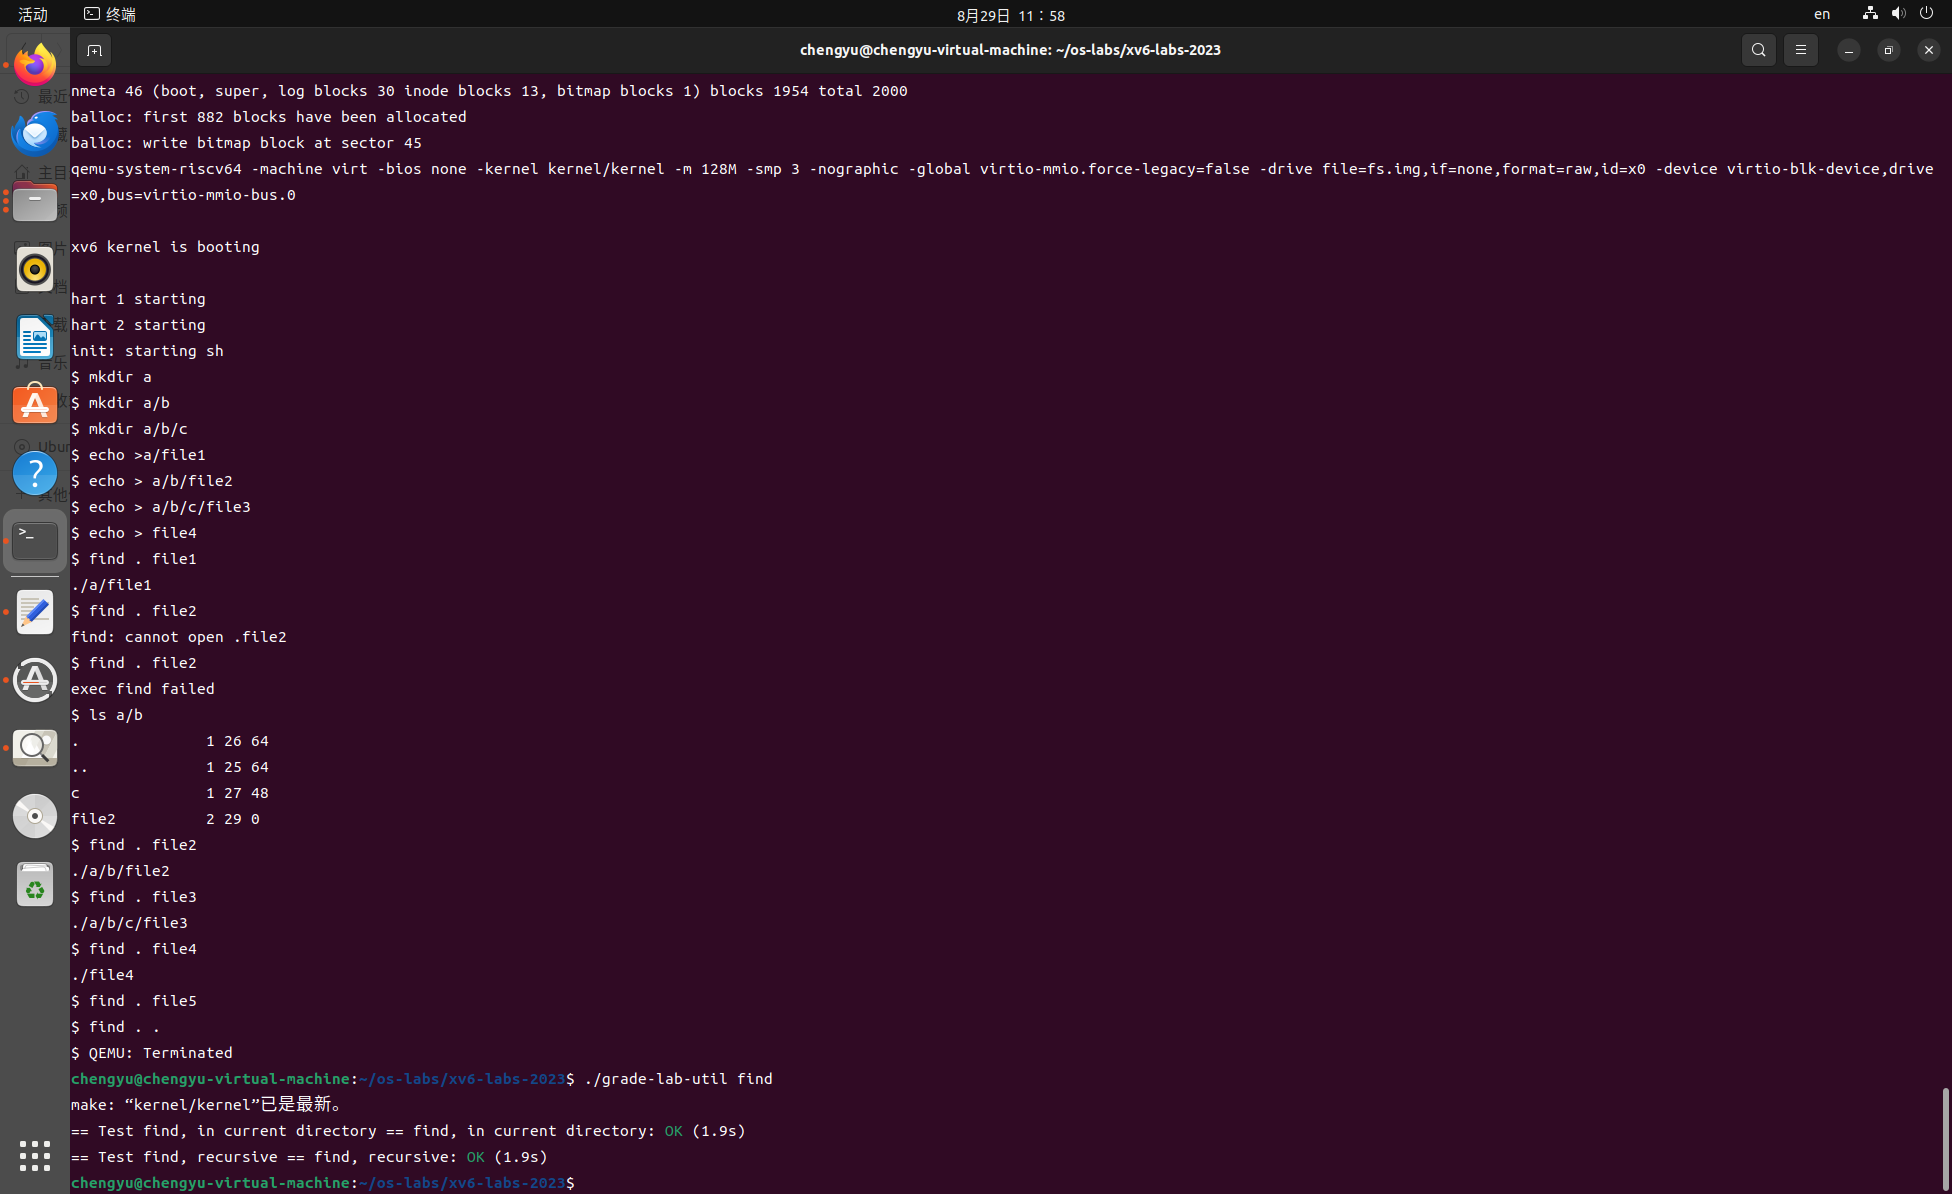 活动 终端 8月29日 11：58 en
chengyu@chengyu-virtual-machine: ~/os-labs/xv6-labs-2023
nmeta 46 (boot, super, log blocks 30 inode blocks 13, bitmap blocks 1) blocks 1954 total 2000
balloc: first 882 blocks have been allocated
balloc: write bitmap block at sector 45
qemu-system-riscv64 -machine virt -bios none -kernel kernel/kernel -m 128M -smp 3 -nographic -global virtio-mmio.force-legacy=false -drive file=fs.img,if=none,format=raw,id=x0 -device virtio-blk-device,drive
=x0,bus=virtio-mmio-bus.0
xv6 kernel is booting
hart 1 starting
hart 2 starting
init: starting sh
$ mkdir a
$ mkdir a/b
$ mkdir a/b/c
$ echo >a/file1
$ echo > a/b/file2
$ echo > a/b/c/file3
$ echo > file4
$ find . file1
./a/file1
$ find . file2
find: cannot open .file2
$ find . file2
exec find failed
$ ls a/b
. 1 26 64
.. 1 25 64
c 1 27 48
file2 2 29 0
$ find . file2
./a/b/file2
$ find . file3
./a/b/c/file3
$ find . file4
./file4
$ find . file5
$ find . .
$ QEMU: Terminated
chengyu@chengyu-virtual-machine:~/os-labs/xv6-labs-2023$ ./grade-lab-util find
make: “kernel/kernel”已是最新。
== Test find, in current directory == find, in current directory: OK (1.9s)
== Test find, recursive == find, recursive: OK (1.9s)
chengyu@chengyu-virtual-machine:~/os-labs/xv6-labs-2023$